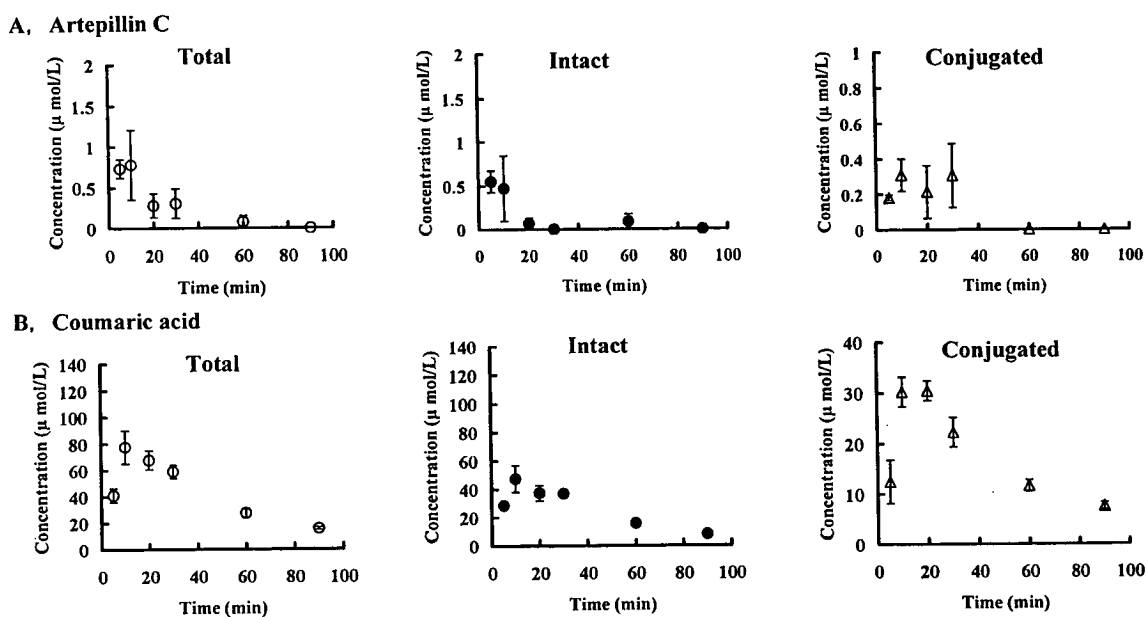 A, Artepillin C
Total
Concentration (μ mol/L)
2
1.5
1
0.5
0
0 20 40 60 80 100
Time (min)
Intact
Concentration (μ mol/L)
2
1.5
1
0.5
0
0 20 40 60 80 100
Time (min)
Conjugated
Concentration (μ mol/L)
1
0.8
0.6
0.4
0.2
0
0 20 40 60 80 100
Time (min)
B, Coumaric acid
Total
Concentration (μ mol/L)
140
120
100
80
60
40
20
0
0 20 40 60 80 100
Time (min)
Intact
Concentration (μ mol/L)
140
120
100
80
60
40
20
0
0 20 40 60 80 100
Time (min)
Conjugated
Concentration (μ mol/L)
40
30
20
10
0
0 20 40 60 80 100
Time (min)